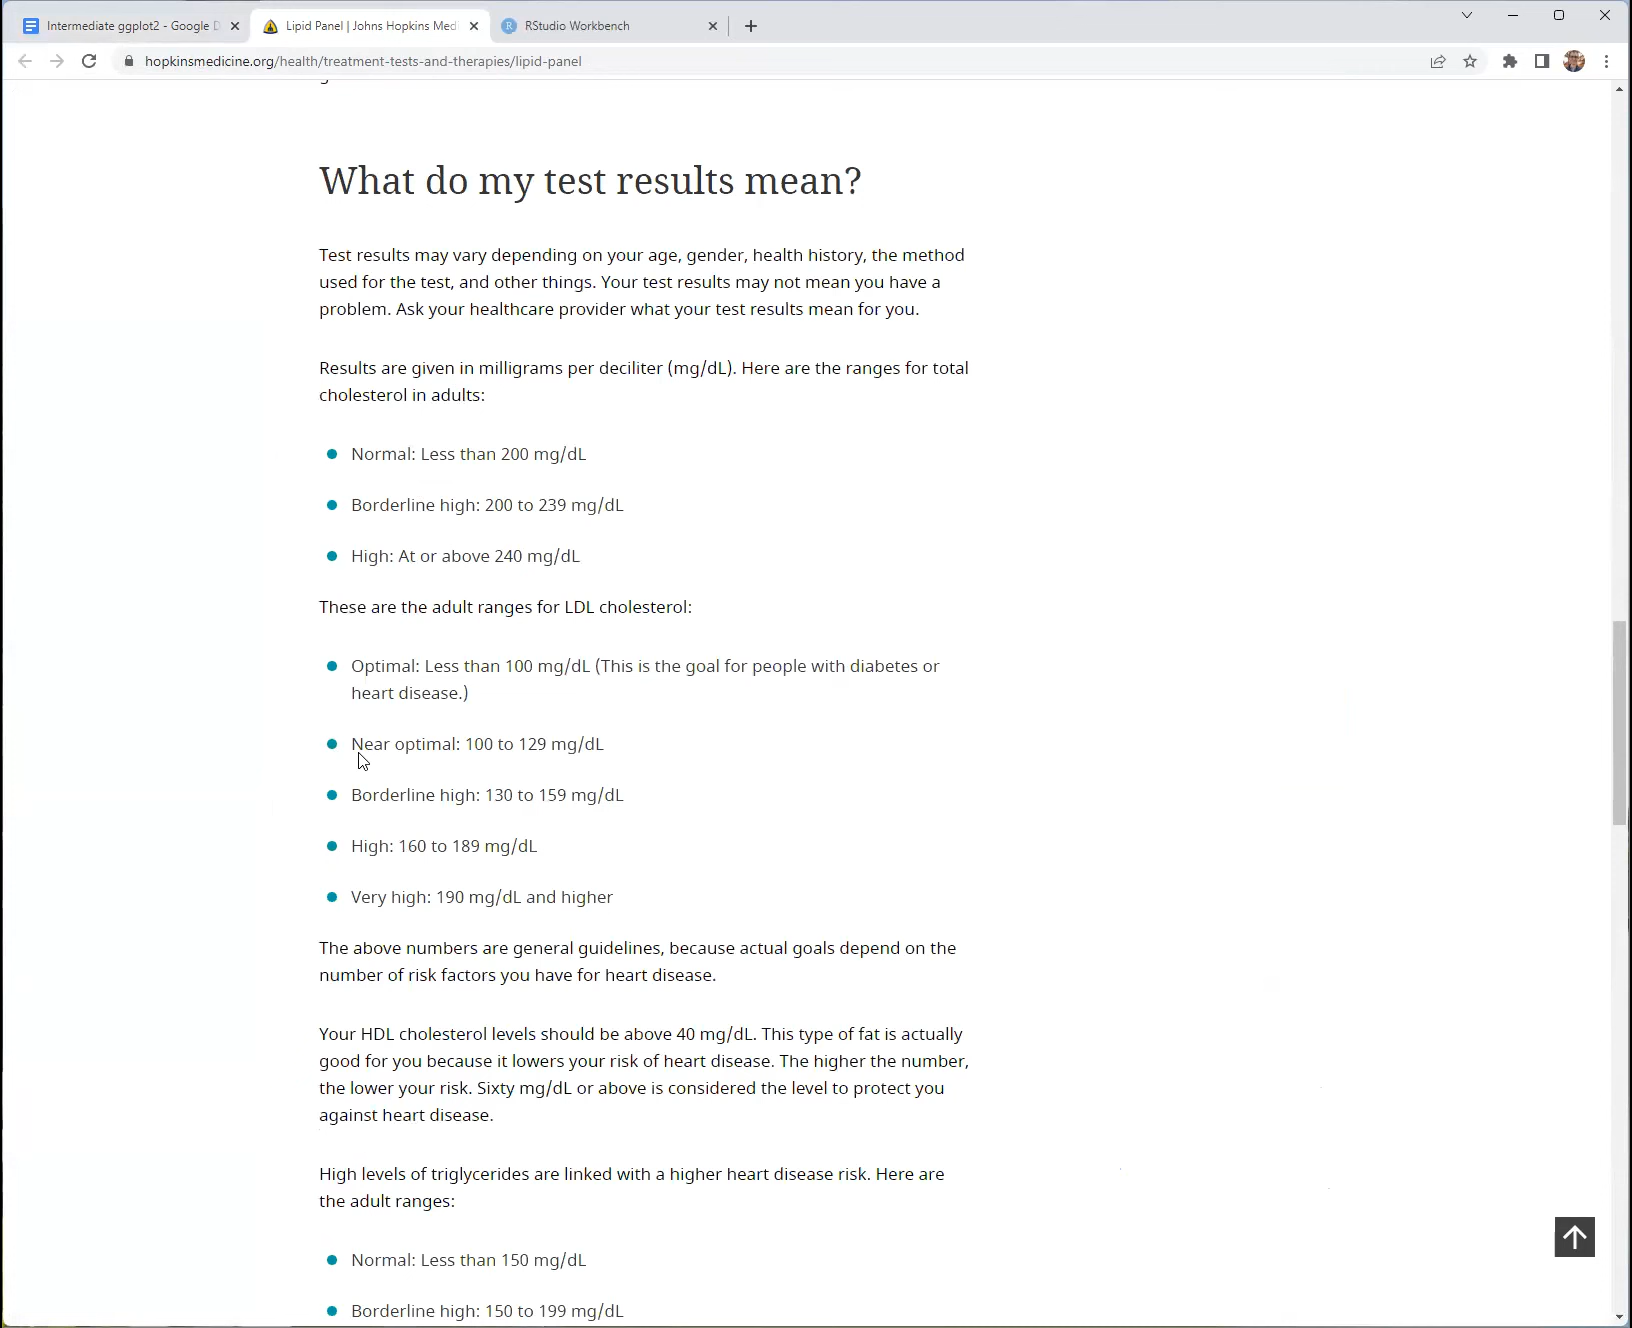 Intermediate ggplot2 - Google D
Lipid Panel | Johns Hopkins Med
RStudio Workbench
hopkinsmedicine.org/health/treatment-tests-and-therapies/lipid-panel
What do my test results mean?
Test results may vary depending on your age, gender, health history, the method
used for the test, and other things. Your test results may not mean you have a
problem. Ask your healthcare provider what your test results mean for you.
Results are given in milligrams per deciliter (mg/dL). Here are the ranges for total
cholesterol in adults:
Normal: Less than 200 mg/dL
Borderline high: 200 to 239 mg/dL
High: At or above 240 mg/dL
These are the adult ranges for LDL cholesterol:
Optimal: Less than 100 mg/dL (This is the goal for people with diabetes or
heart disease.)
Near optimal: 100 to 129 mg/dL
Borderline high: 130 to 159 mg/dL
High: 160 to 189 mg/dL
Very high: 190 mg/dL and higher
The above numbers are general guidelines, because actual goals depend on the
number of risk factors you have for heart disease.
Your HDL cholesterol levels should be above 40 mg/dL. This type of fat is actually
good for you because it lowers your risk of heart disease. The higher the number,
the lower your risk. Sixty mg/dL or above is considered the level to protect you
against heart disease.
High levels of triglycerides are linked with a higher heart disease risk. Here are
the adult ranges:
Normal: Less than 150 mg/dL
Borderline high: 150 to 199 mg/dL